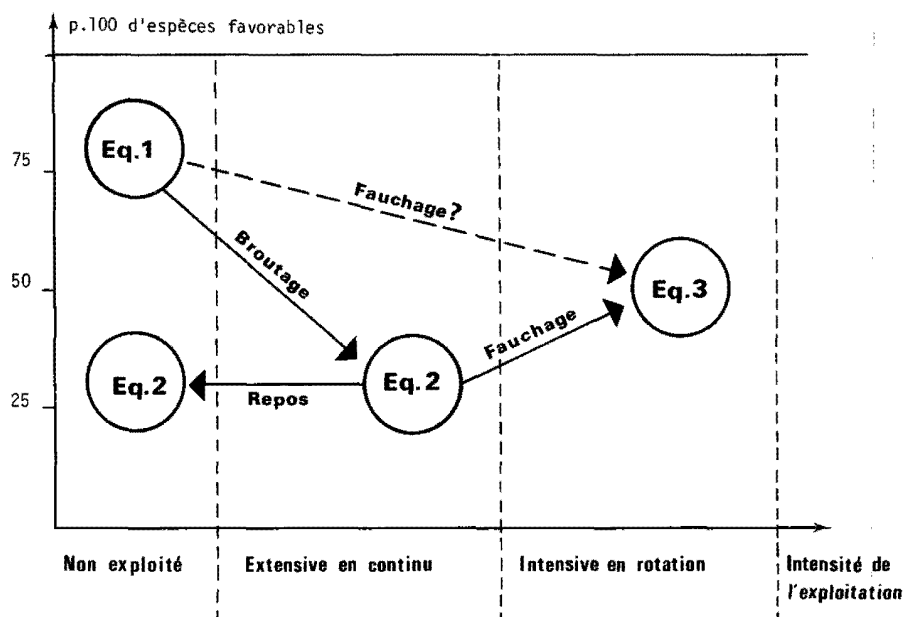 p.100 d'espèces favorables
Eq.1
75
Fauchage?
Broutage
50
Eq.3
Fauchage
Eq.2
Eq.2
Repos
25
Non exploité
Extensive en continu
Intensive en rotation
Intensité de
l'exploitation